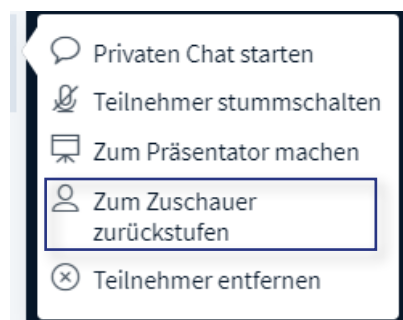 Privaten Chat starten
Teilnehmer stummschalten
Zum Präsentator machen
Zum Zuschauer
zurückstufen
Teilnehmer entfernen